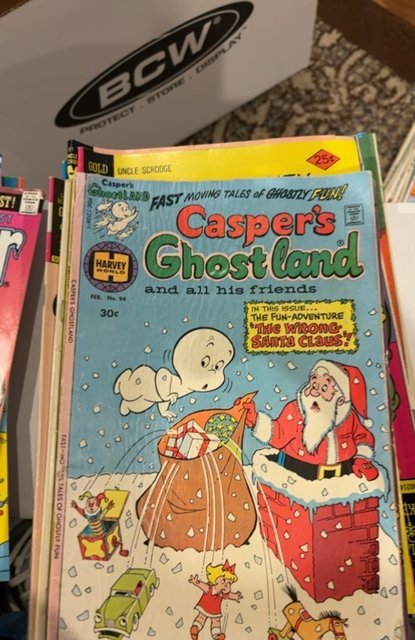 BCW
PROTECT · STORE · DISPLAY
GOLD
UNCLE SCROOGE
25¢
Casper's
GhostLAND
FAST MOVING TALES OF GHOSTLY FUN!
Casper's
Ghostland
and all his friends
HARVEY
WORLD
FEB. No. 94
30¢
IN THIS ISSUE...
THE FUN-ADVENTURE
"THE WRONG
SANTA CLAUS"!
CASPER'S GHOSTLAND
FAST MOVING TALES OF GHOSTLY FUN